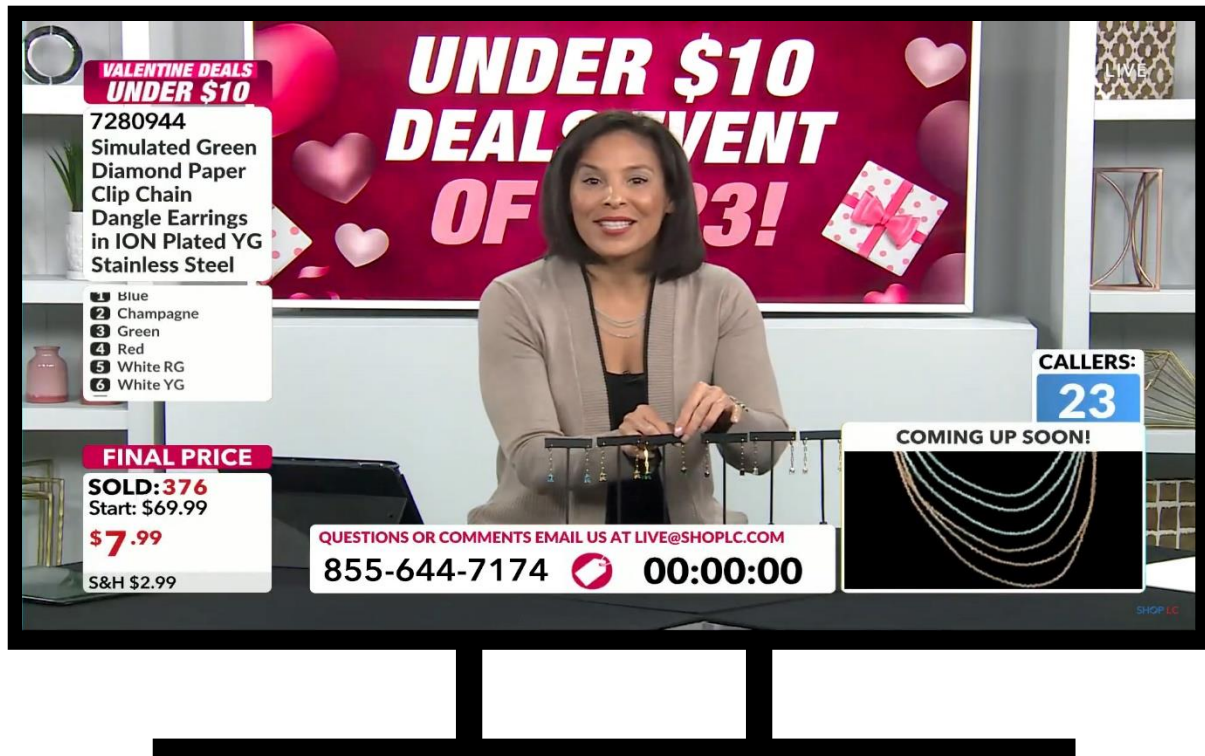 VALENTINE DEALS
UNDER $10
7280944
Simulated Green
Diamond Paper
Clip Chain
Dangle Earrings
in ION Plated YG
Stainless Steel
1 Blue
2 Champagne
3 Green
4 Red
5 White RG
6 White YG
FINAL PRICE
SOLD:376
Start: $69.99
$7.99
S&H $2.99
UNDER $10
DEALS EVENT
OF
23!
LIVE
CALLERS:
23
COMING UP SOON!
QUESTIONS OR COMMENTS EMAIL US AT LIVE@SHOPLC.COM
855-644-7174 00:00:00
SHOP LC